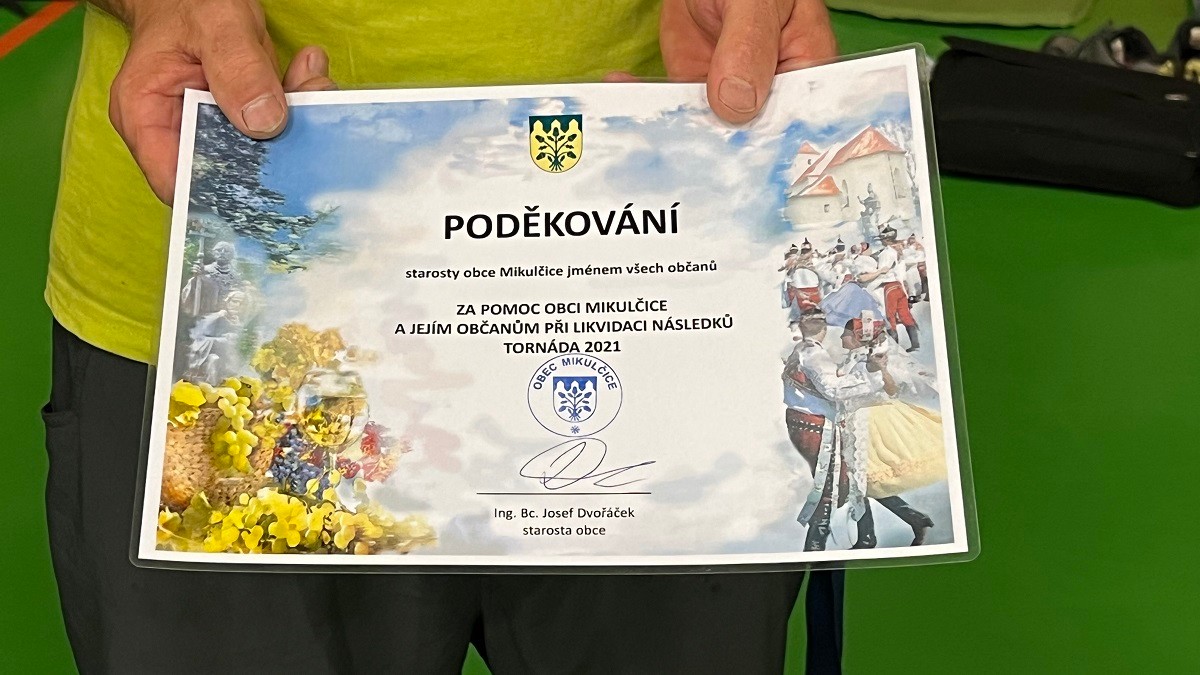 PODĚKOVÁNÍ
starosty obce Mikulčice jménem všech občanů
ZA POMOC OBCI MIKULČICE
A JEJÍM OBČANŮM PŘI LIKVIDACI NÁSLEDKŮ
TORNÁDA 2021
OBEC MIKULČICE
Ing. Bc. Josef Dvořáček
starosta obce